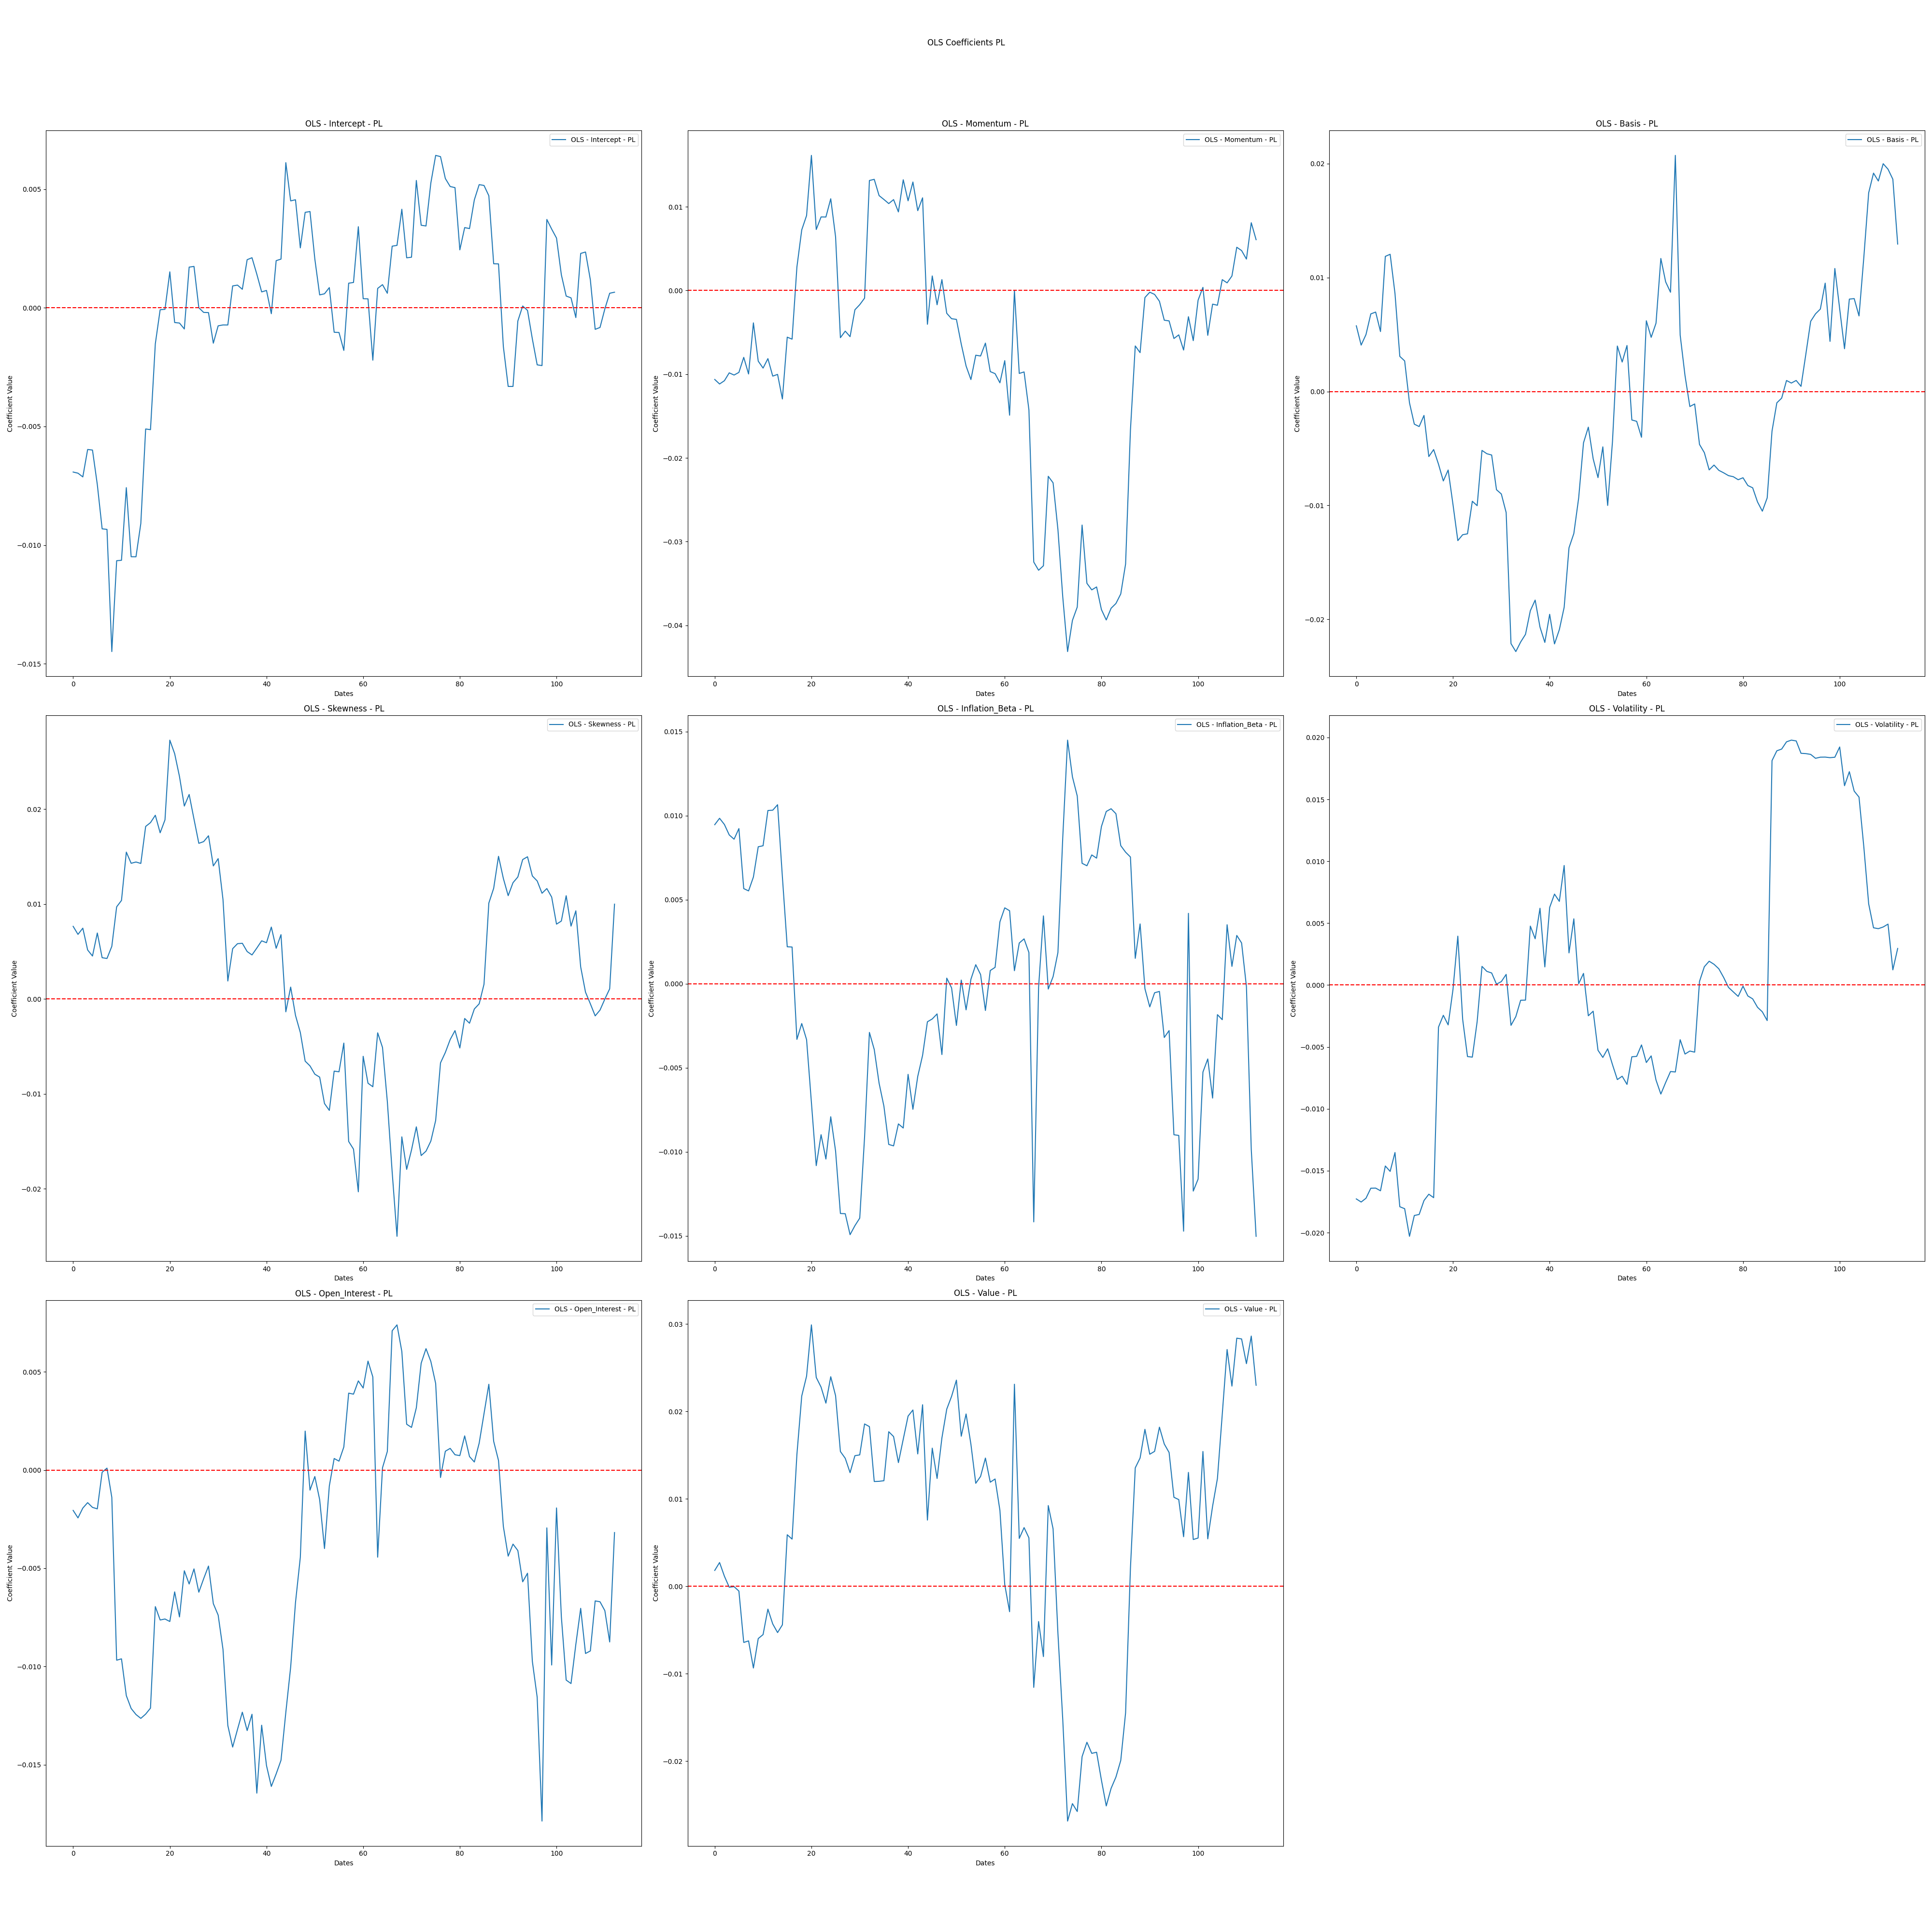 OLS Coefficients PL
OLS - Intercept - PL
OLS - Intercept - PL
Coefficient Value
0.005
0.000
−0.005
−0.010
−0.015
0
20
40
60
80
100
Dates
OLS - Momentum - PL
OLS - Momentum - PL
Coefficient Value
0.01
0.00
−0.01
−0.02
−0.03
−0.04
0
20
40
60
80
100
Dates
OLS - Basis - PL
OLS - Basis - PL
Coefficient Value
0.02
0.01
0.00
−0.01
−0.02
0
20
40
60
80
100
Dates
OLS - Skewness - PL
OLS - Skewness - PL
Coefficient Value
0.02
0.01
0.00
−0.01
−0.02
0
20
40
60
80
100
Dates
OLS - Inflation_Beta - PL
OLS - Inflation_Beta - PL
Coefficient Value
0.015
0.010
0.005
0.000
−0.005
−0.010
−0.015
0
20
40
60
80
100
Dates
OLS - Volatility - PL
OLS - Volatility - PL
Coefficient Value
0.020
0.015
0.010
0.005
0.000
−0.005
−0.010
−0.015
−0.020
0
20
40
60
80
100
Dates
OLS - Open_Interest - PL
OLS - Open_Interest - PL
Coefficient Value
0.005
0.000
−0.005
−0.010
−0.015
0
20
40
60
80
100
Dates
OLS - Value - PL
OLS - Value - PL
Coefficient Value
0.03
0.02
0.01
0.00
−0.01
−0.02
0
20
40
60
80
100
Dates